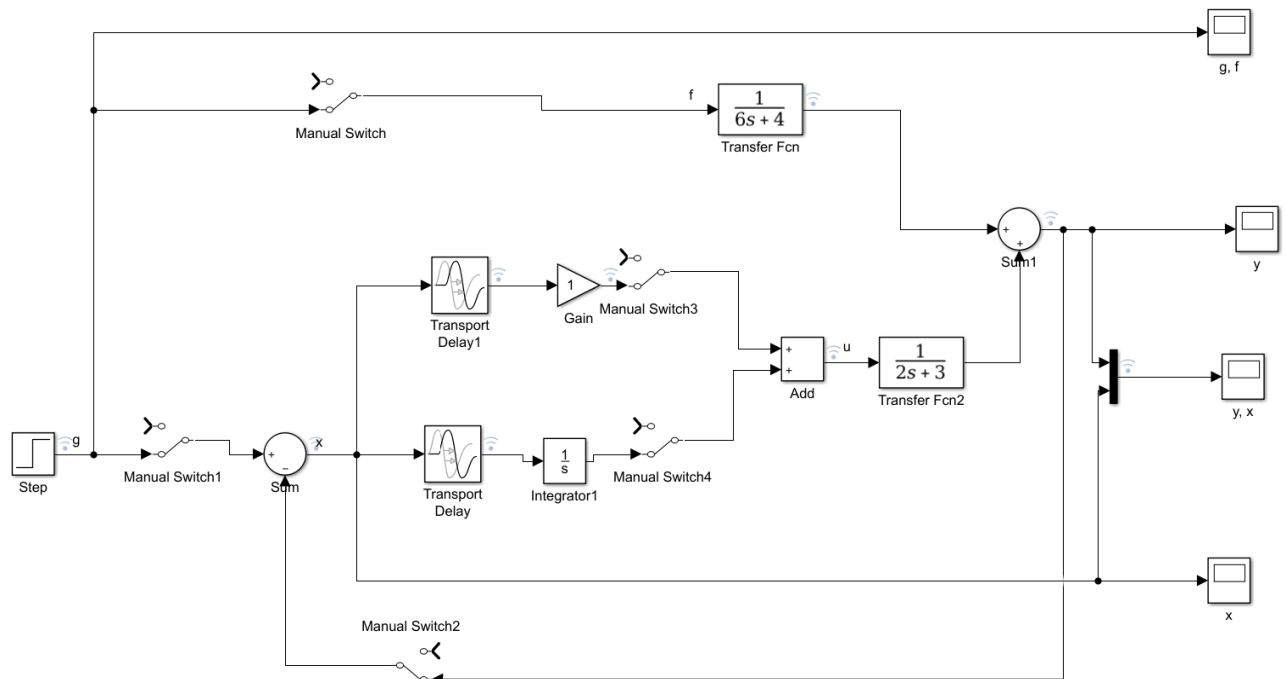 g, f
Manual Switch
f
1
6s + 4
Transfer Fcn
+
+
Sum1
y
Transport
Delay1
1
Gain
Manual Switch3
+
+
Add
u
1
2s + 3
Transfer Fcn2
y, x
g
Step
Manual Switch1
+
−
Sum
x
Transport
Delay
1
s
Integrator1
Manual Switch4
x
Manual Switch2